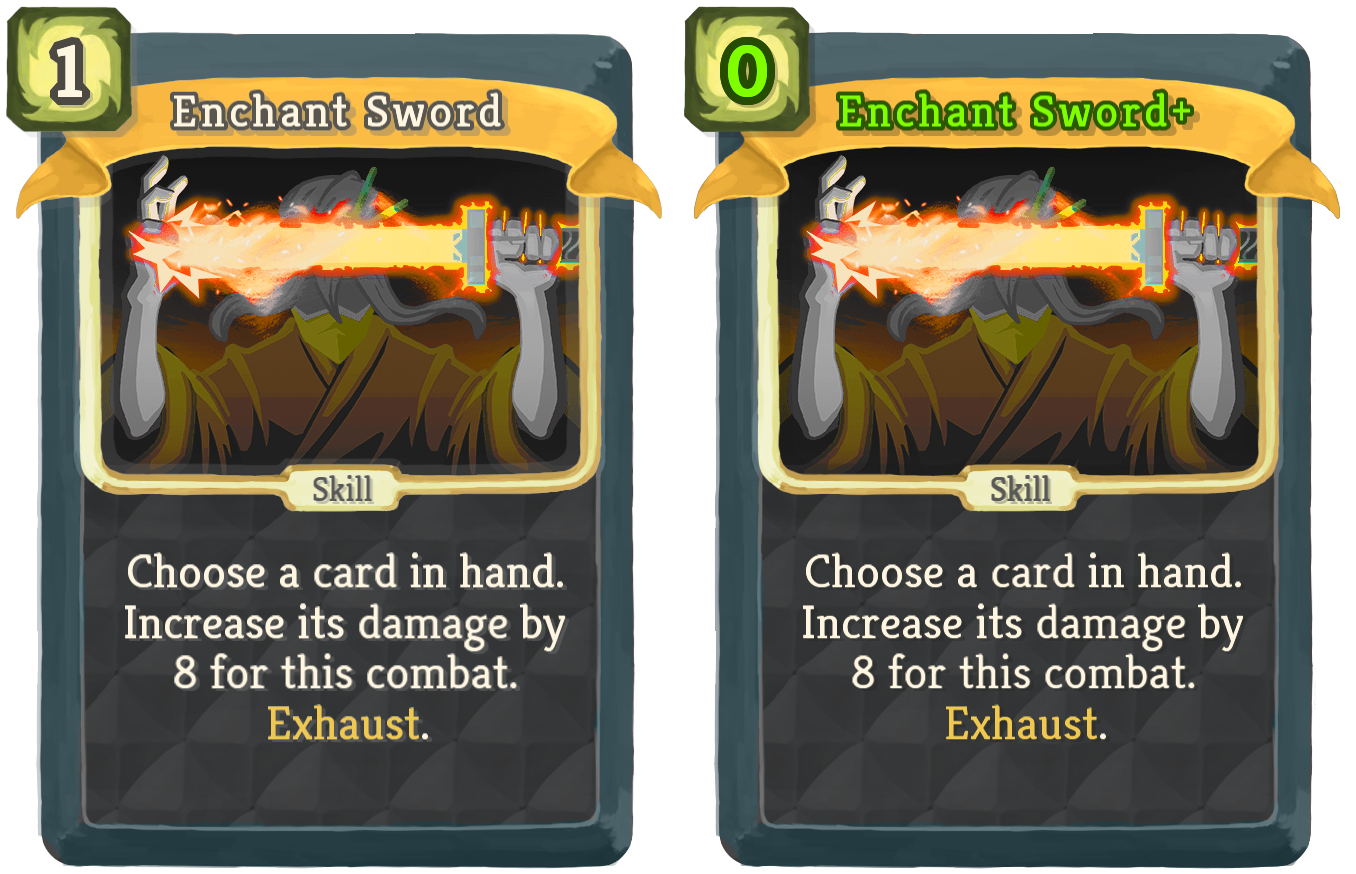 1
Enchant Sword
Skill
Choose a card in hand.
Increase its damage by
8 for this combat.
Exhaust.
0
Enchant Sword+
Skill
Choose a card in hand.
Increase its damage by
8 for this combat.
Exhaust.